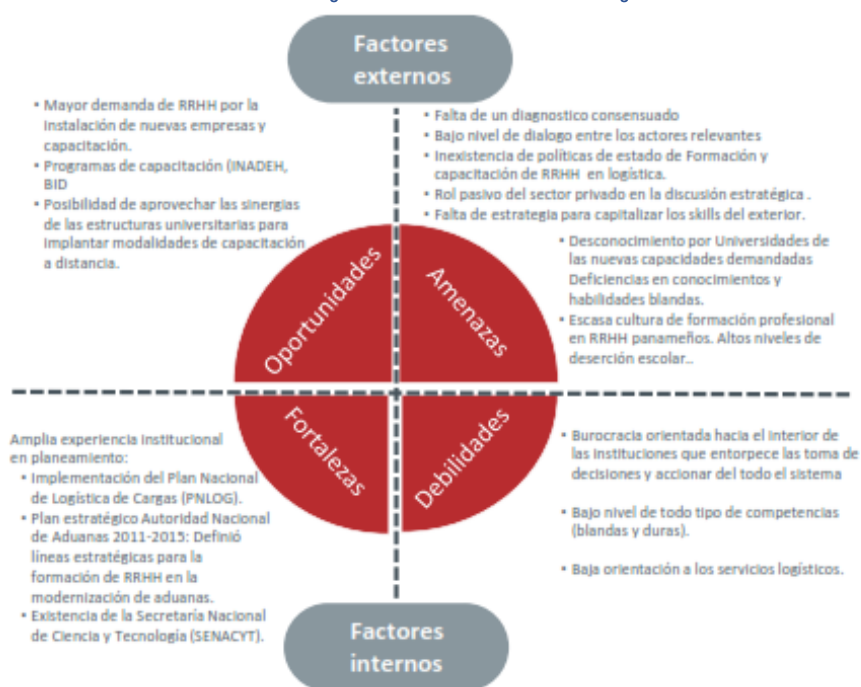 Factores
externos
▪ Mayor demanda de RRHH por la
instalación de nuevas empresas y
capacitación.
▪ Programas de capacitación (INADEH,
BID
▪ Posibilidad de aprovechar las sinergias
de las estructuras universitarias para
implantar modalidades de capacitación
a distancia.
▪ Falta de un diagnostico consensuado
▪ Bajo nivel de dialogo entre los actores relevantes
▪ Inexistencia de políticas de estado de Formación y
capacitación de RRHH en logística.
▪ Rol pasivo del sector privado en la discusión estratégica .
▪ Falta de estrategia para capitalizar los skills del exterior.
▪ Desconocimiento por Universidades de
las nuevas capacidades demandadas
Deficiencias en conocimientos y
habilidades blandas.
▪ Escasa cultura de formación profesional
en RRHH panameños. Altos niveles de
deserción escolar..
Oportunidades
Amenazas
Fortalezas
Debilidades
Amplia experiencia institucional
en planeamiento:
▪ Implementación del Plan Nacional
de Logística de Cargas (PNLOG).
▪ Plan estratégico Autoridad Nacional
de Aduanas 2011-2015: Definió
líneas estratégicas para la
formación de RRHH en la
modernización de aduanas.
▪ Existencia de la Secretaría Nacional
de Ciencia y Tecnología (SENACYT).
▪ Burocracia orientada hacia el interior de
las instituciones que entorpece las toma de
decisiones y accionar del todo el sistema
▪ Bajo nivel de todo tipo de competencias
(blandas y duras).
▪ Baja orientación a los servicios logísticos.
Factores
internos